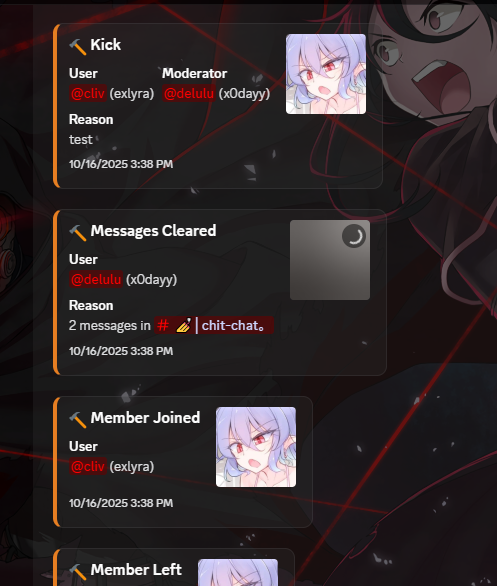 🔨 Kick
User Moderator
@cliv (exlyra) @delulu (x0dayy)
Reason
test
10/16/2025 3:38 PM
🔨 Messages Cleared
User
@delulu (x0dayy)
Reason
2 messages in # 💅 | chit-chat。
10/16/2025 3:38 PM
🔨 Member Joined
User
@cliv (exlyra)
10/16/2025 3:38 PM
🔨 Member Left